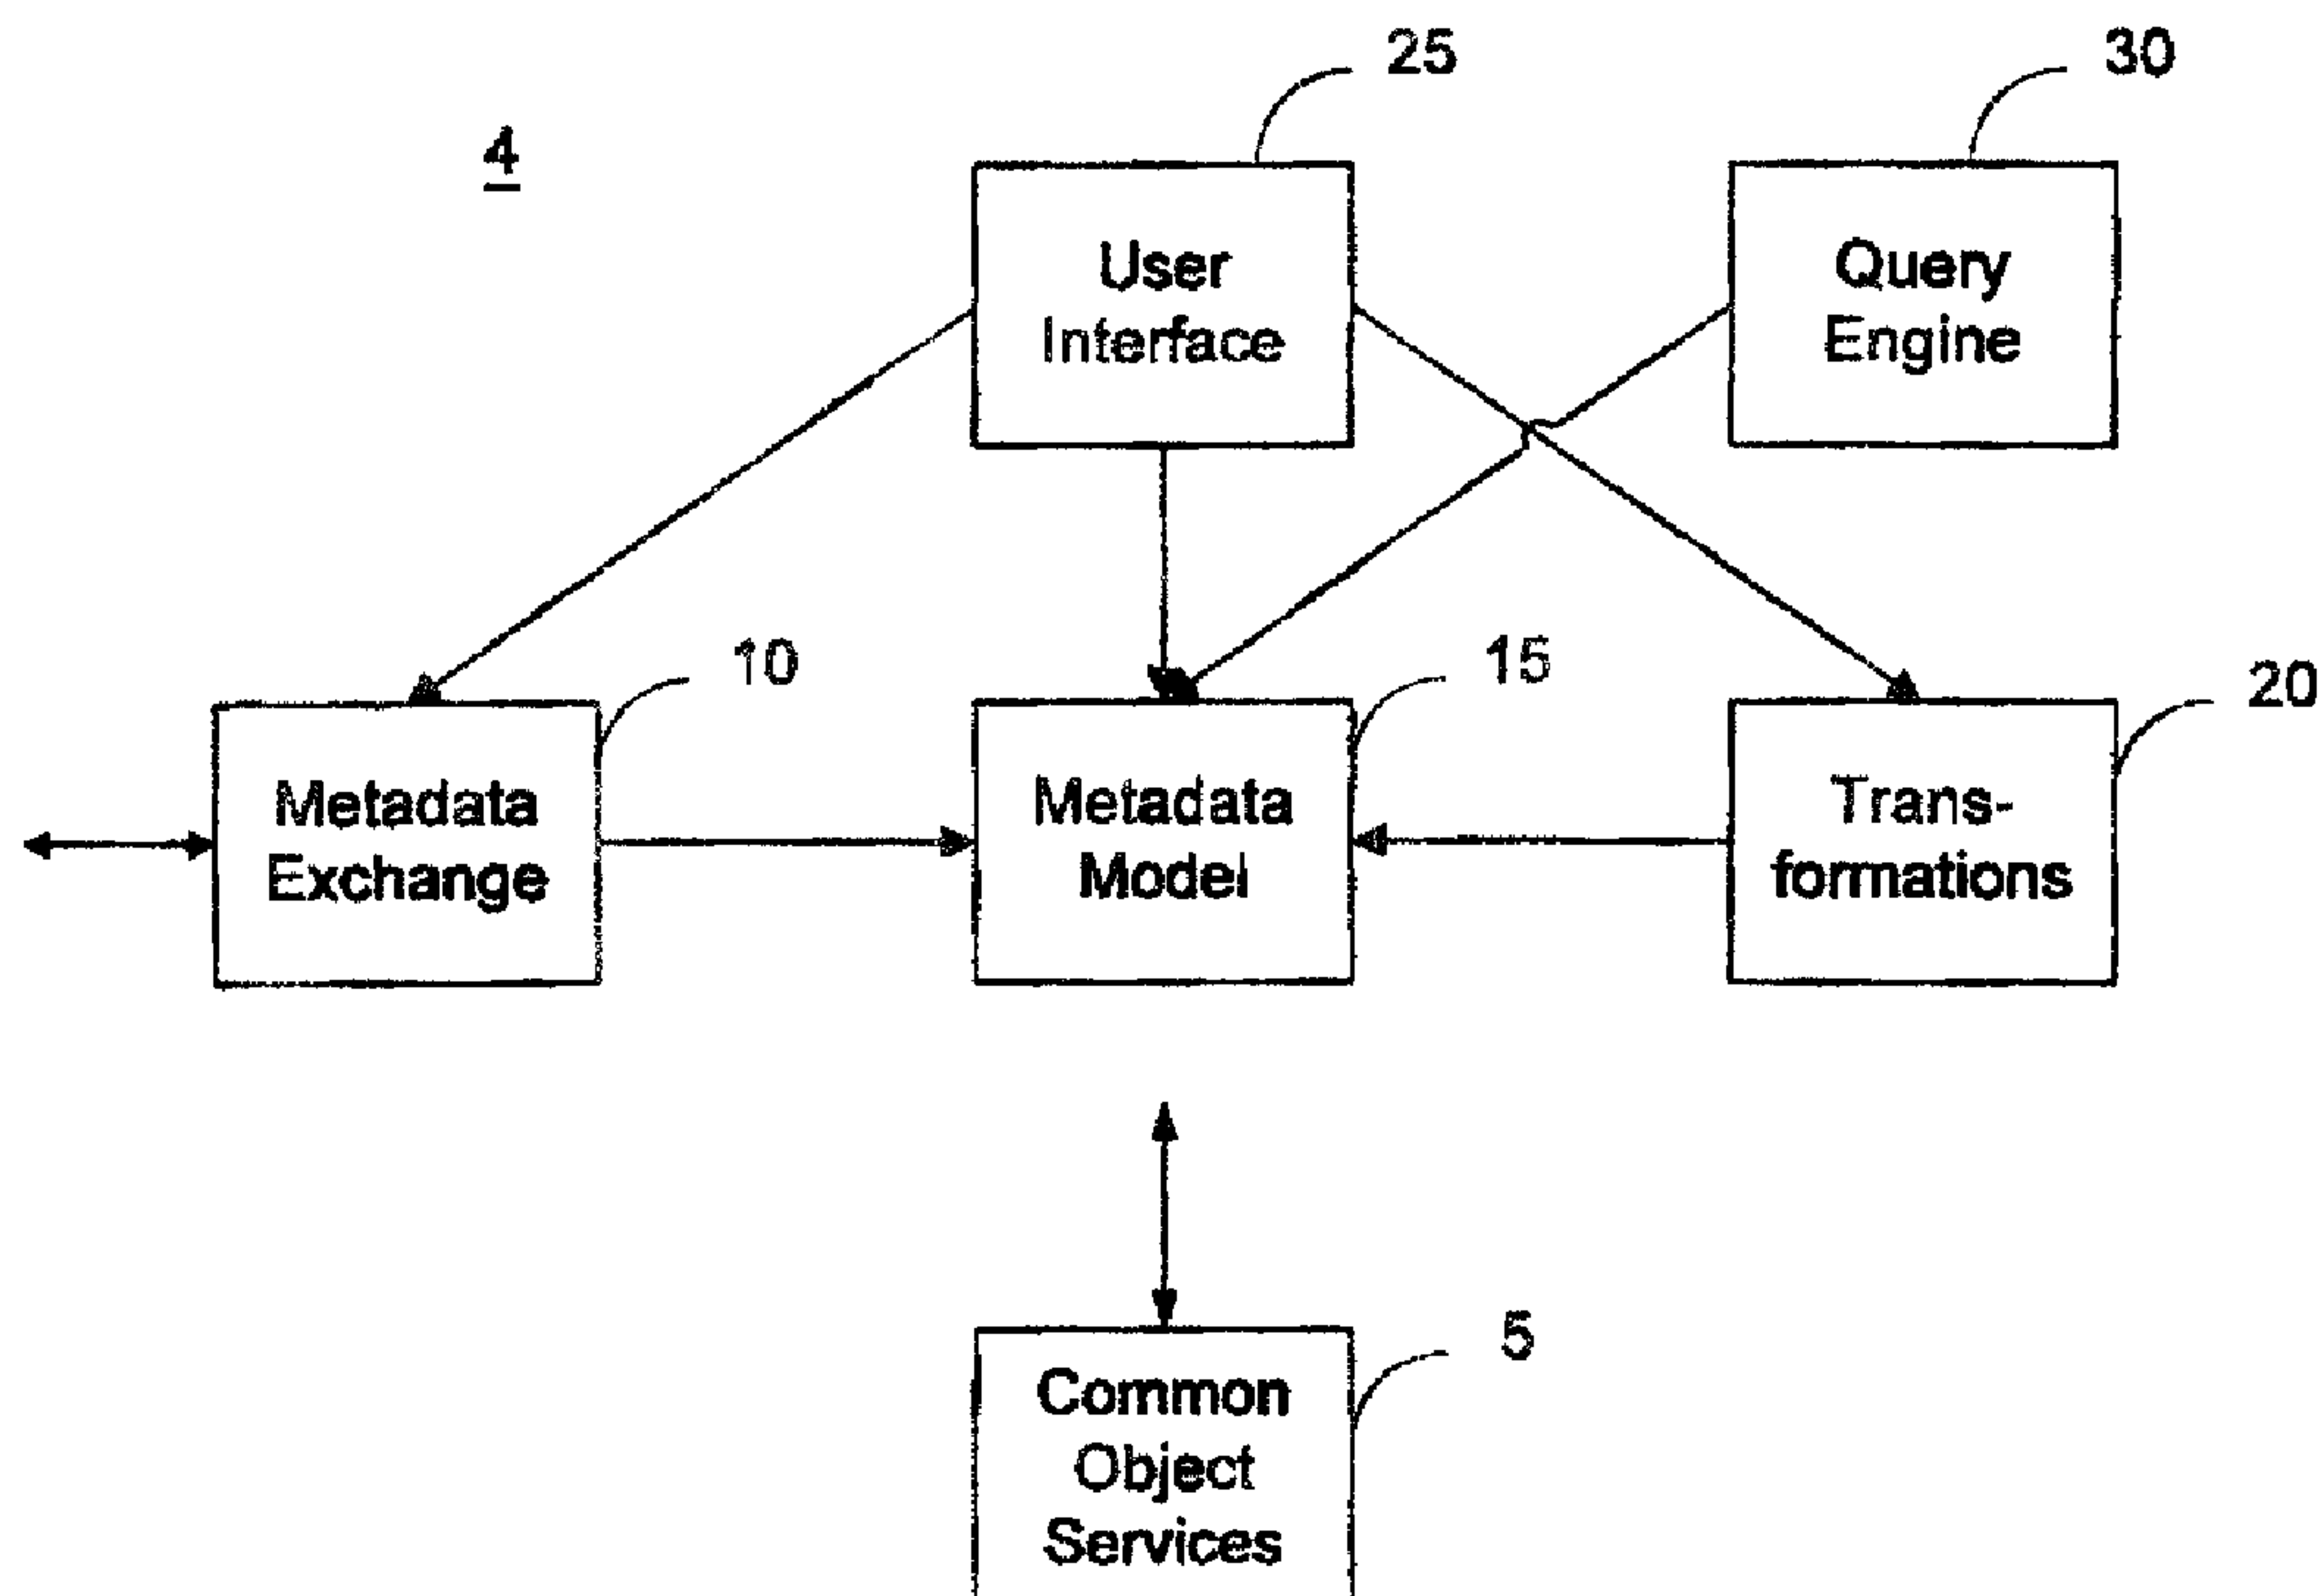 25
30
4
User
Interface
Query
Engine
10
15
20
Metadata
Exchange
Metadata
Model
Trans-
formations
5
Common
Object
Services